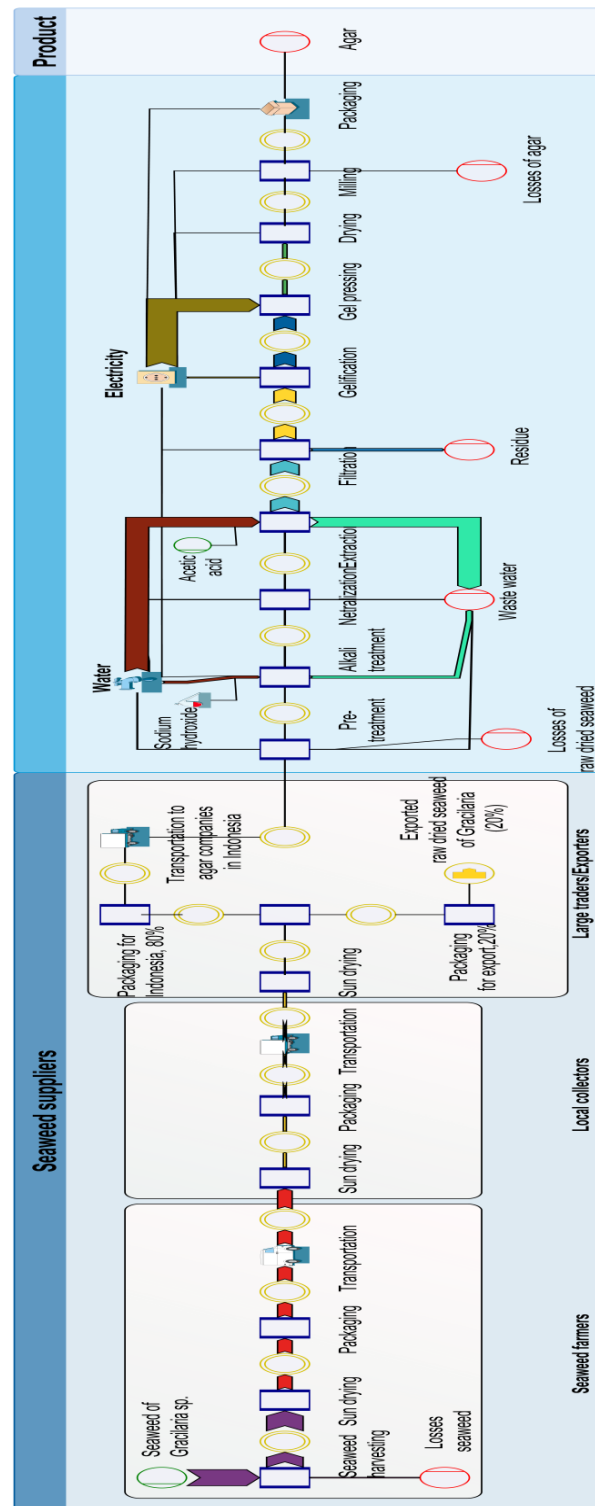 Seaweed suppliers
Product
Seaweed of
Gracilaria sp.
Seaweed
harvesting
Losses
seaweed
Sun drying
Packaging
Transportation
Seaweed farmers
Sun drying
Packaging
Transportation
Local collectors
Sun drying
Packaging for
Indonesia, 80%
Transportation to
agar companies
in Indonesia
Packaging
for export,20%
Exported
raw dried seaweed
of Gracilaria
(20%)
Large traders/Exporters
Water
Electricity
Sodium
hydroxide
Acetic
acid
Pre-
treatment
Alkali
treatment
Netralization
Extraction
Filtration
Gelification
Gel pressing
Drying
Milling
Packaging
Losses of
raw dried seaweed
Waste water
Residue
Losses of agar
Agar